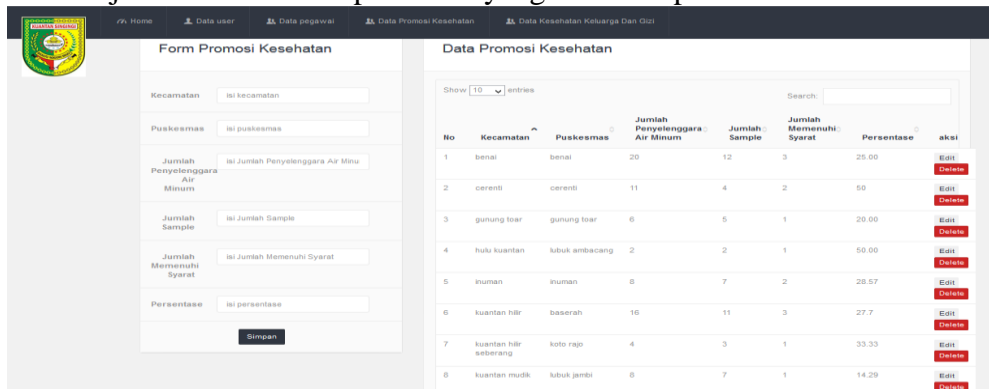 KUANTAN SINGINGI
Home Data user Data pegawai Data Promosi Kesehatan Data Kesehatan Keluarga Dan Gizi
Form Promosi Kesehatan
Kecamatan isi kecamatan
Puskesmas isi puskesmas
Jumlah Penyelenggara Air Minum isi Jumlah Penyelenggara Air Minu
Jumlah Sample isi Jumlah Sample
Jumlah Memenuhi Syarat isi Jumlah Memenuhi Syarat
Persentase isi persentase
Simpan
Data Promosi Kesehatan
Show 10 entries Search:
No Kecamatan Puskesmas Jumlah Penyelenggara Air Minum Jumlah Sample Jumlah Memenuhi Syarat Persentase aksi
1 benai benai 20 12 3 25.00 Edit Delete
2 cerenti cerenti 11 4 2 50 Edit Delete
3 gunung toar gunung toar 6 5 1 20.00 Edit Delete
4 hulu kuantan lubuk ambacang 2 2 1 50.00 Edit Delete
5 inuman inuman 8 7 2 28.57 Edit Delete
6 kuantan hilir baserah 16 11 3 27.7 Edit Delete
7 kuantan hilir seberang koto rajo 4 3 1 33.33 Edit Delete
8 kuantan mudik lubuk jambi 8 7 1 14.29 Edit Delete